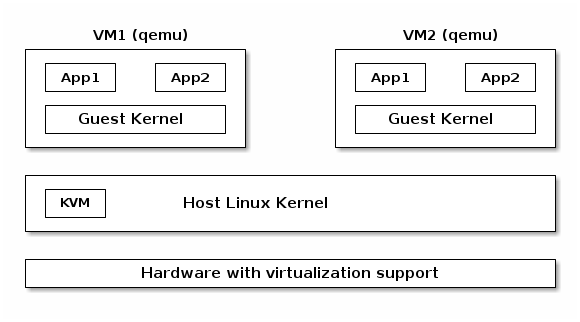 VM1 (qemu) VM2 (qemu)
App1 App2 App1 App2
Guest Kernel Guest Kernel
KVM Host Linux Kernel
Hardware with virtualization support